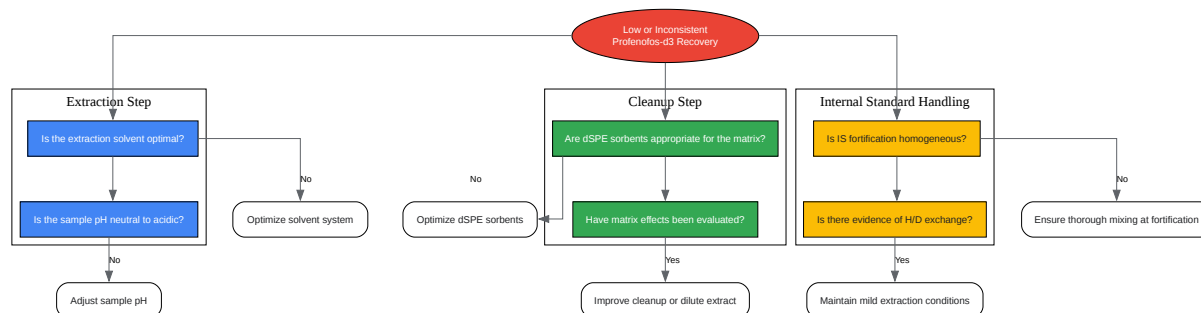 Low or Inconsistent
Profenofos-d3 Recovery
Extraction Step
Cleanup Step
Internal Standard Handling
Is the extraction solvent optimal?
Are dSPE sorbents appropriate for the matrix?
Is IS fortification homogeneous?
No
No
No
Is the sample pH neutral to acidic?
Optimize solvent system
Optimize dSPE sorbents
Have matrix effects been evaluated?
Is there evidence of H/D exchange?
Ensure thorough mixing at fortification
No
Yes
Yes
Adjust sample pH
Improve cleanup or dilute extract
Maintain mild extraction conditions